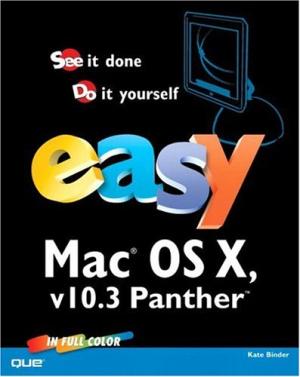 See it done
Do it yourself
easy
Mac® OS X,
v10.3 Panther™
Kate Binder
IN FULL COLOR
QUE®